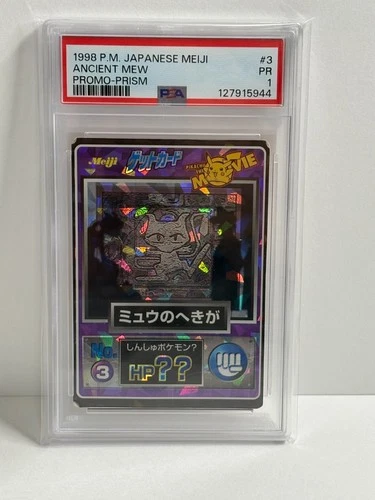 1998 P.M. JAPANESE MEIJI #3
ANCIENT MEW PR
PROMO-PRISM 1
PSA 127915944
Meiji ゲットカード PIKACHU THE MOVIE
ミュウのへきが
No. しんしゅポケモン?
3 HP??